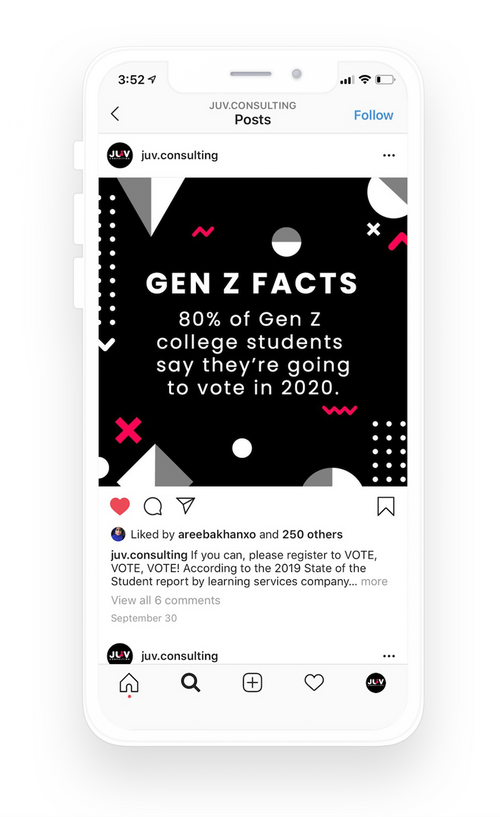 3:52
JUV.CONSULTING
Posts
Follow
JUV
juv.consulting
GEN Z FACTS
80% of Gen Z
college students
say they're going
to vote in 2020.
Liked by areebakhanxo and 250 others
juv.consulting If you can, please register to VOTE,
VOTE, VOTE! According to the 2019 State of the
Student report by learning services company... more
View all 6 comments
September 30
JUV
juv.consulting
JUV